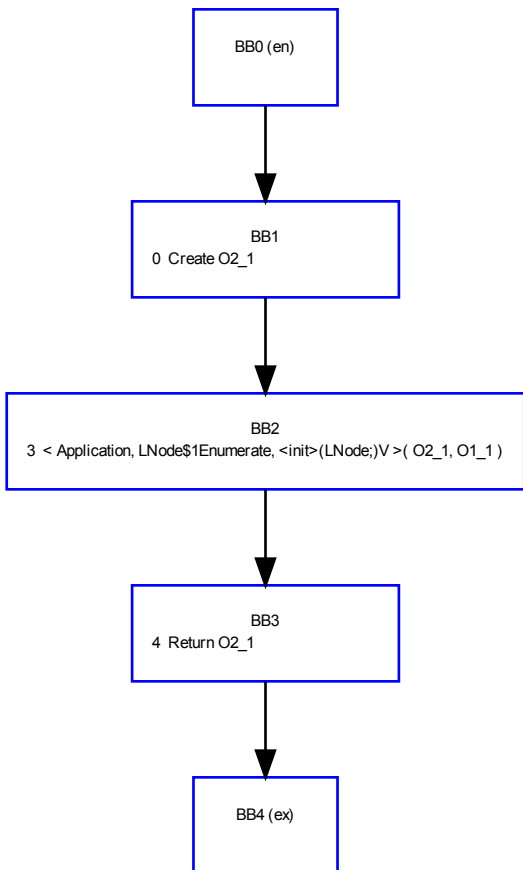 BB0 (en)
BB1
0 Create O2_1
BB2
3 < Application, LNode$1Enumerate, <init>(LNode;)V >( O2_1, O1_1 )
BB3
4 Return O2_1
BB4 (ex)